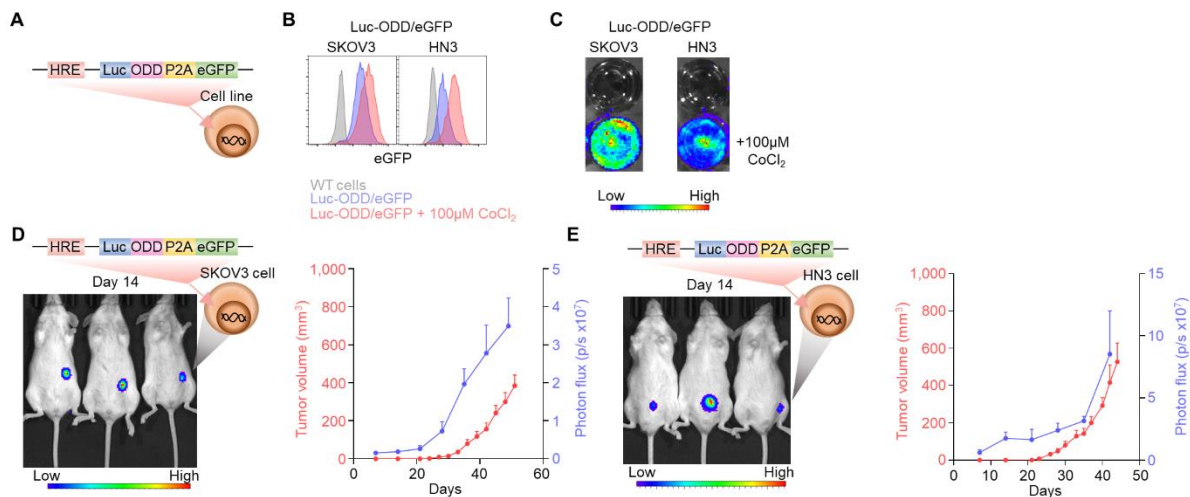 A
HRE Luc ODD P2A eGFP
Cell line
B
Luc-ODD/eGFP
SKOV3 HN3
eGFP
WT cells
Luc-ODD/eGFP
Luc-ODD/eGFP + 100µM CoCl2
C
Luc-ODD/eGFP
SKOV3 HN3
+100µM
CoCl2
Low High
D
HRE Luc ODD P2A eGFP
SKOV3 cell
Day 14
Low High
Tumor volume (mm3)
1,000
800
600
400
200
0
0 10 20 30 40 50 60
Days
5
4
3
2
1
0
Photon flux (p/s x107)
E
HRE Luc ODD P2A eGFP
HN3 cell
Day 14
Low High
Tumor volume (mm3)
1,000
800
600
400
200
0
0 10 20 30 40 50
Days
15
10
5
0
Photon flux (p/s x107)